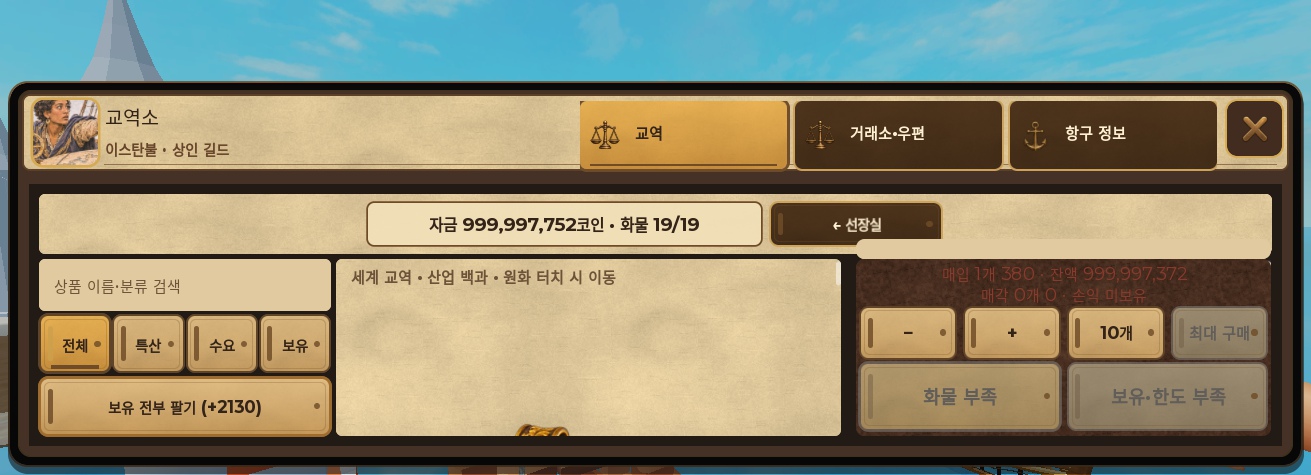 교역소
이스탄불 • 상인 길드
교역
거래소•우편
항구 정보
자금 999,997,752코인 • 화물 19/19
← 선장실
상품 이름·분류 검색
전체
특산
수요
보유
보유 전부 팔기 (+2130)
세계 교역 • 산업 백과 • 원화 터치 시 이동
매입 1개 380 · 잔액 999,997,372
매각 0개 0 · 손익 미보유
−
+
10개
최대 구매
화물 부족
보유·한도 부족